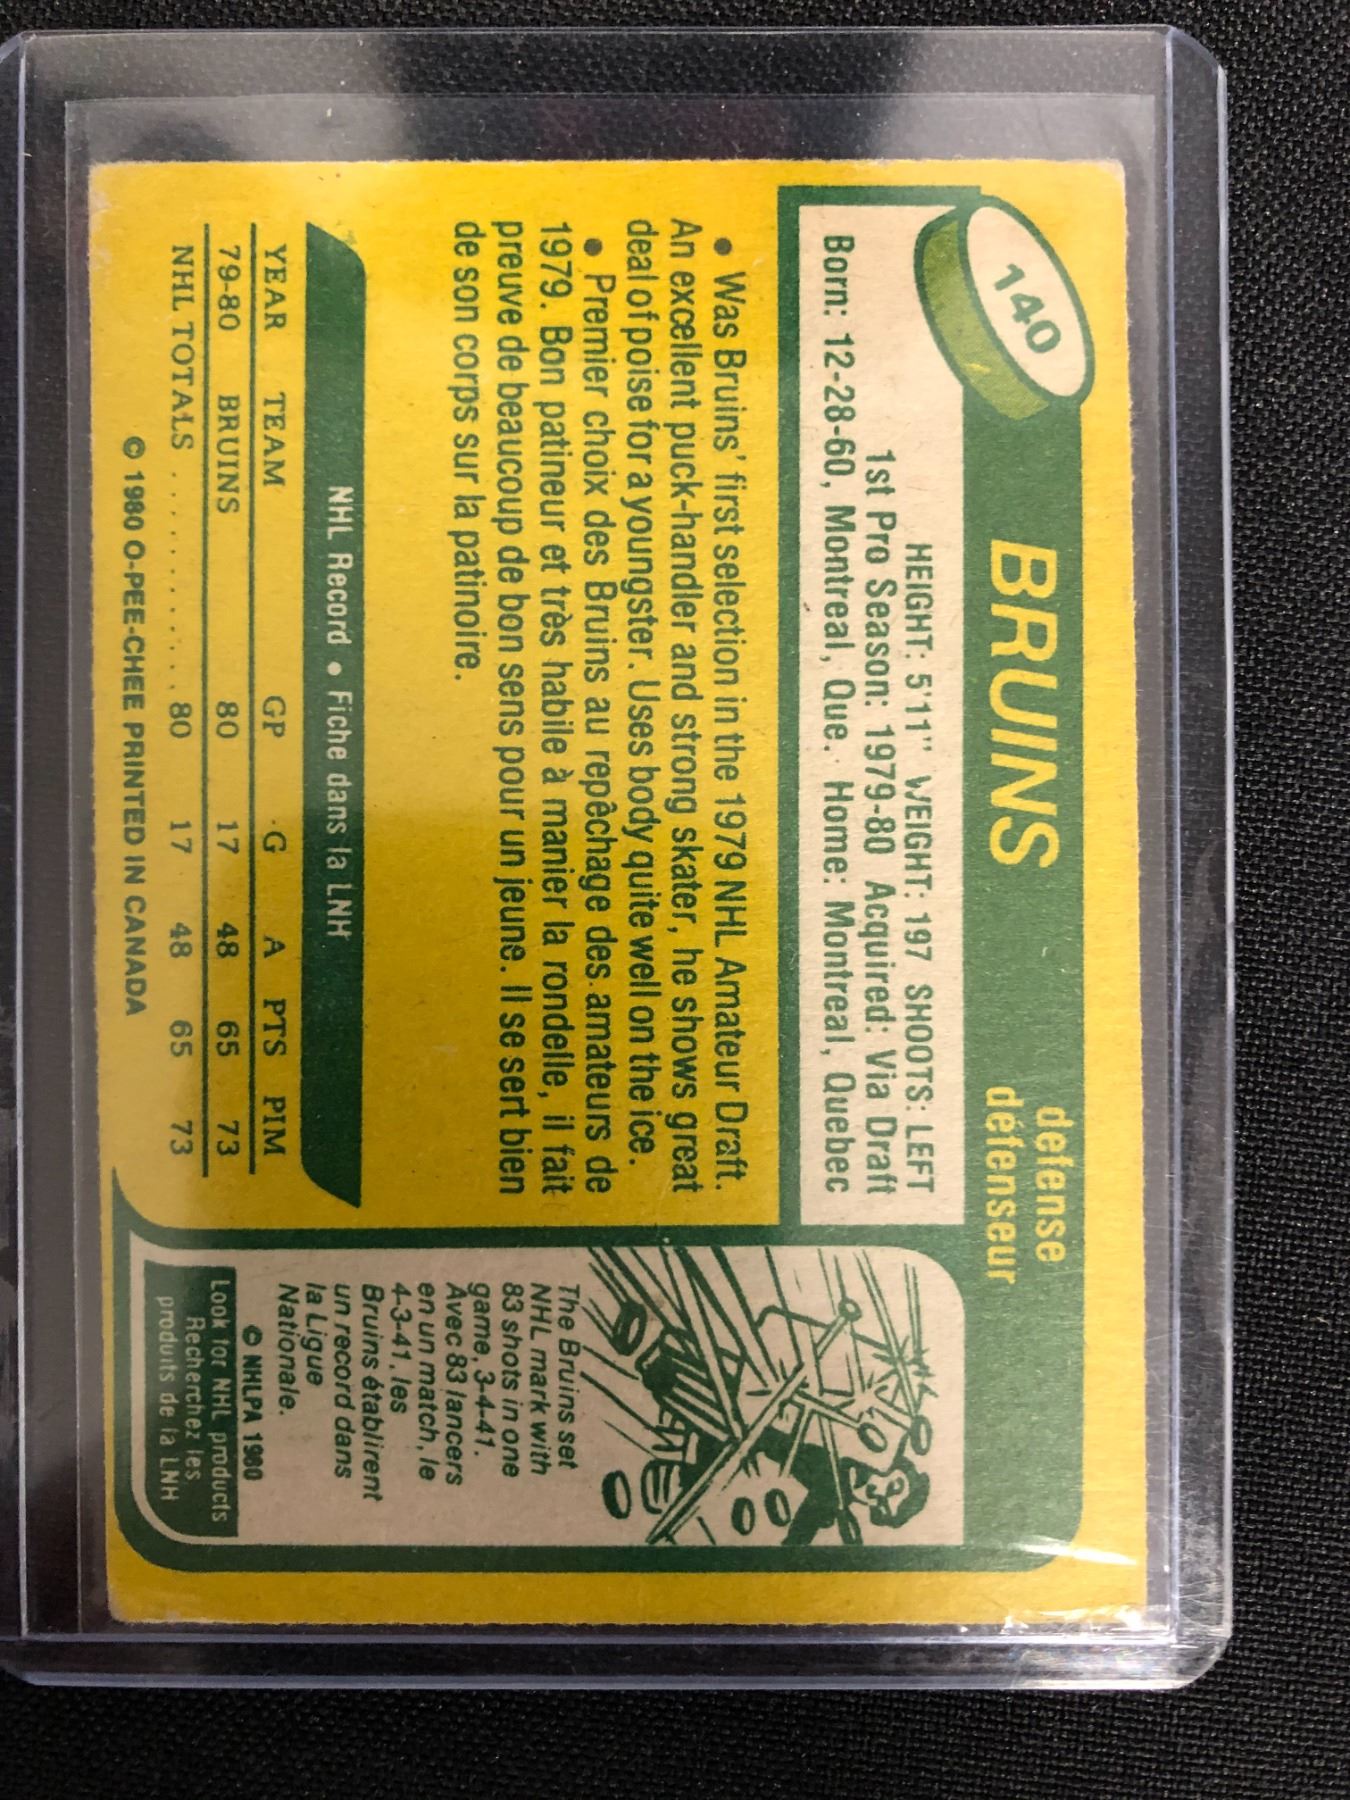 140
BRUINS
defense
défenseur
HEIGHT: 5'11" WEIGHT: 197 SHOOTS: LEFT
1st Pro Season: 1979-80 Acquired: Via Draft
Born: 12-28-60, Montreal, Que. Home: Montreal, Quebec
• Was Bruins' first selection in the 1979 NHL Amateur Draft.
An excellent puck-handler and strong skater, he shows great
deal of poise for a youngster. Uses body quite well on the ice.
• Premier choix des Bruins au repêchage des amateurs de
1979. Bon patineur et très habile à manier la rondelle, il fait
preuve de beaucoup de bon sens pour un jeune. Il se sert bien
de son corps sur la patinoire.
NHL Record • Fiche dans la LNH
YEAR TEAM GP G A PTS PIM
79-80 BRUINS 80 17 48 65 73
NHL TOTALS . . . . . . . . . . . 80 17 48 65 73
© 1980 O-PEE-CHEE PRINTED IN CANADA
The Bruins set
NHL mark with
83 shots in one
game, 3-4-41.
Avec 83 lancers
en un match, le
4-3-41, les
Bruins établirent
un record dans
la Ligue
Nationale.
© NHLPA 1980
Look for NHL products
Recherchez les
produits de la LNH